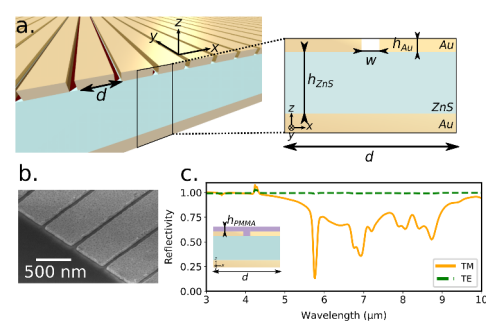 a.
z
y
x
d
h_Au
Au
w
h_ZnS
ZnS
z
Au
y
x
d
b.
500 nm
c.
h_PMMA
d
1.00
0.75
0.50
0.25
0.00
Reflectivity
TM
TE
3 4 5 6 7 8 9 10
Wavelength (μm)